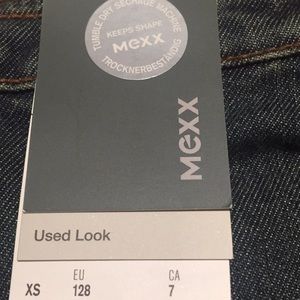 TUMBLE DRY SECHAGE MACHINE
KEEPS SHAPE
mexx
TROCKNERBESTÄNDIG
mexx
Used Look
EU CA
XS 128 7